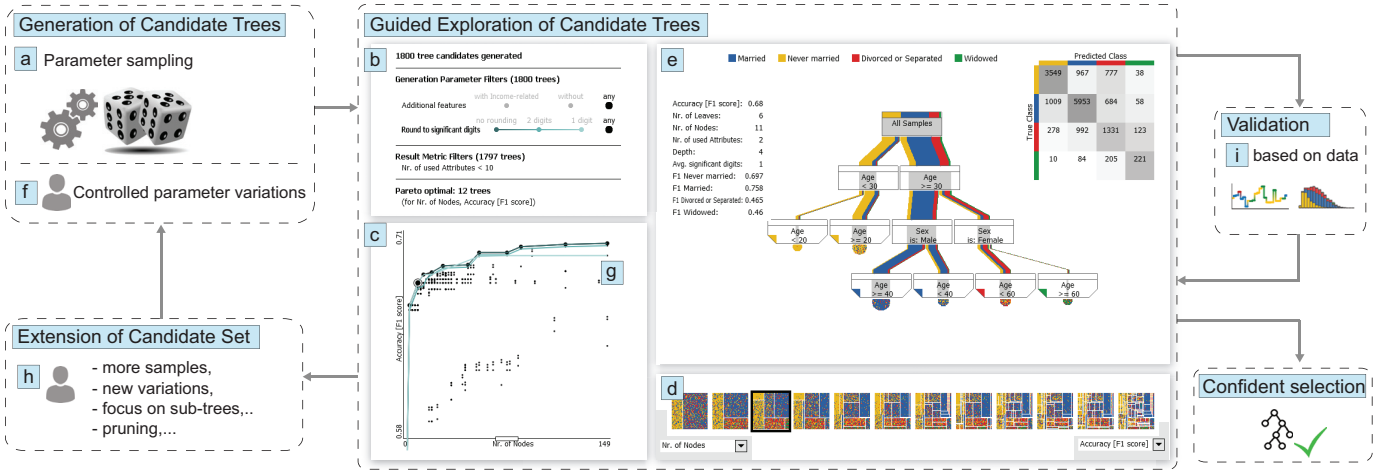 Generation of Candidate Trees
a Parameter sampling
f Controlled parameter variations
Extension of Candidate Set
h
- more samples,
- new variations,
- focus on sub-trees,..
- pruning,...
Guided Exploration of Candidate Trees
b
1800 tree candidates generated
Generation Parameter Filters (1800 trees)
with Income-related without any
Additional features
no rounding 2 digits 1 digit any
Round to significant digits
Result Metric Filters (1797 trees)
Nr. of used Attributes < 10
Pareto optimal: 12 trees
(for Nr. of Nodes, Accuracy [F1 score])
c
0.71
g
Accuracy [F1 score]
0.58
0 Nr. of Nodes 149
e
Married Never married Divorced or Separated Widowed
Accuracy [F1 score]: 0.68
Nr. of Leaves: 6
Nr. of Nodes: 11
Nr. of used Attributes: 2
Depth: 4
Avg. significant digits: 1
F1 Never married: 0.697
F1 Married: 0.758
F1 Divorced or Separated: 0.465
F1 Widowed: 0.46
All Samples
Age Age
< 30 >= 30
Age Age Sex Sex
< 20 >= 20 is: Male is: Female
Age Age Age Age
>= 40 < 40 < 60 >= 60
Predicted Class
True Class
3549 967 777 38
1009 5953 684 58
278 992 1331 123
10 84 205 221
d
Nr. of Nodes
Accuracy [F1 score]
Validation
i based on data
Confident selection